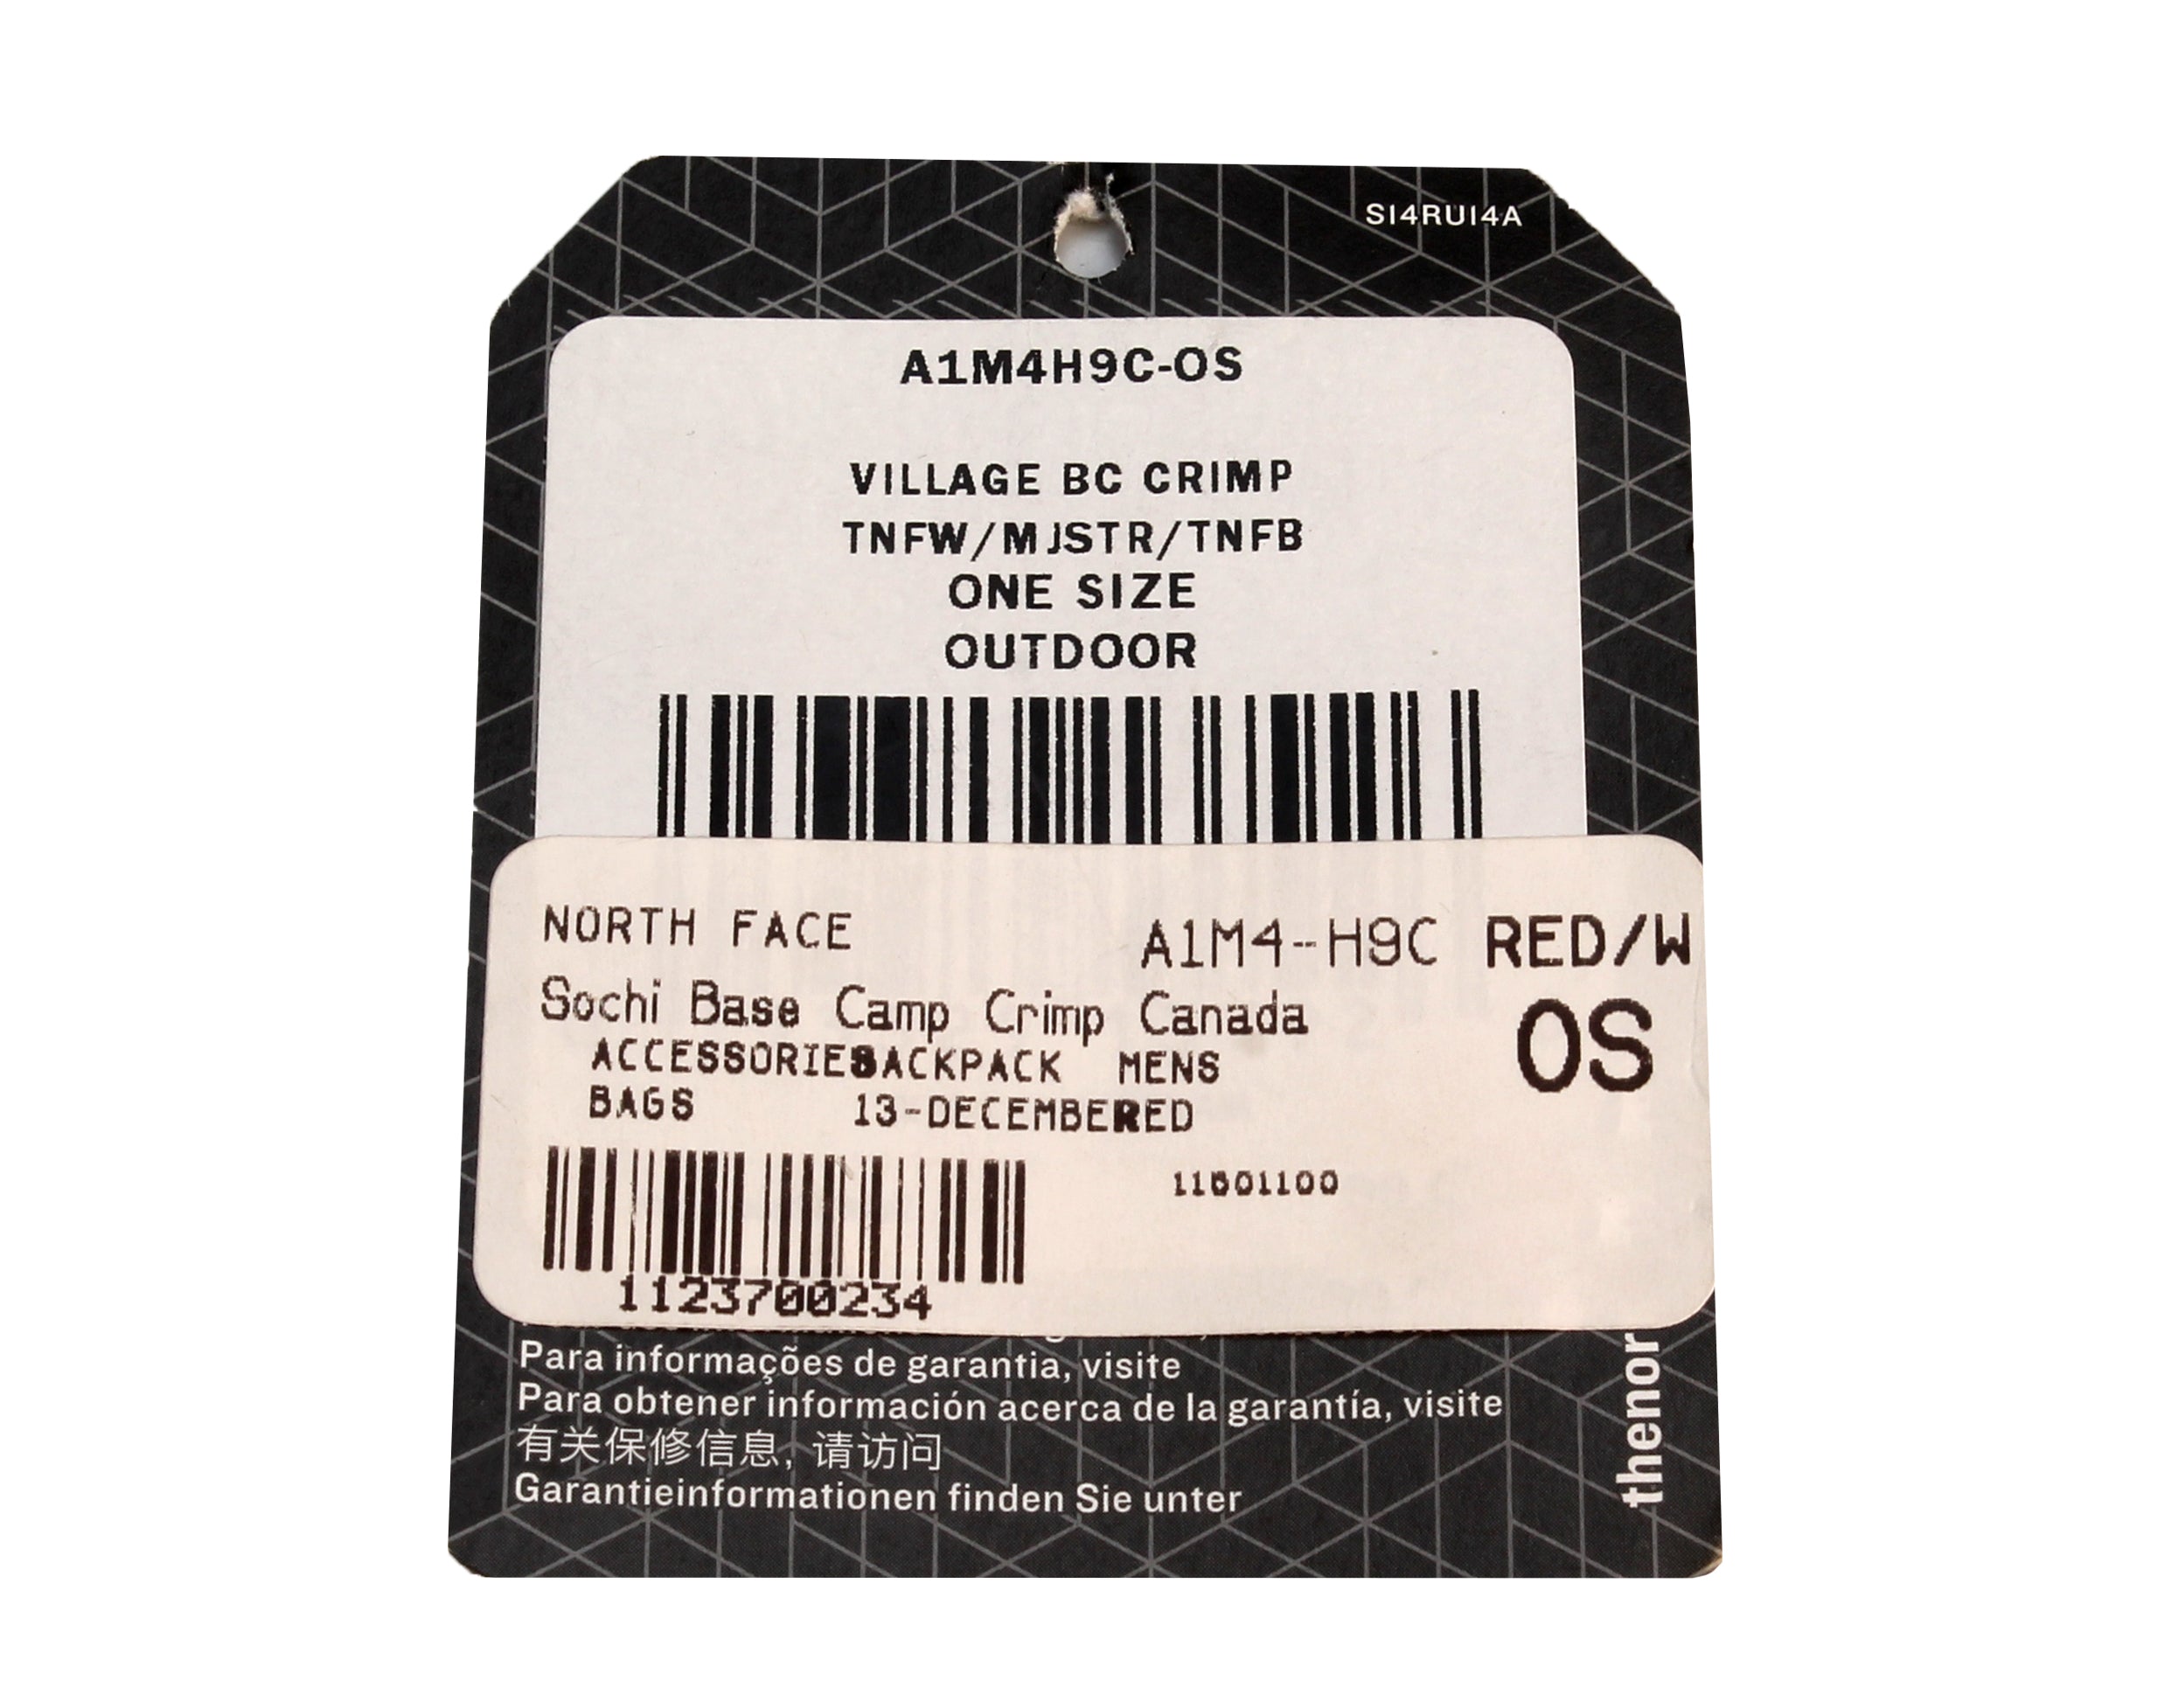 SI4RUI4A
A1M4H9C-OS
VILLAGE BC CRIMP
TNFW/MJSTR/TNFB
ONE SIZE
OUTDOOR
NORTH FACE A1M4-H9C RED/W
Sochi Base Camp Crimp Canada OS
ACCESSORIESBACKPACK MENS
BAGS 13-DECEMBERED
1123700234
Para informações de garantia, visite
Para obtener información acerca de la garantía, visite
有关保修信息, 请访问
Garantieinformationen finden Sie unter
thenor